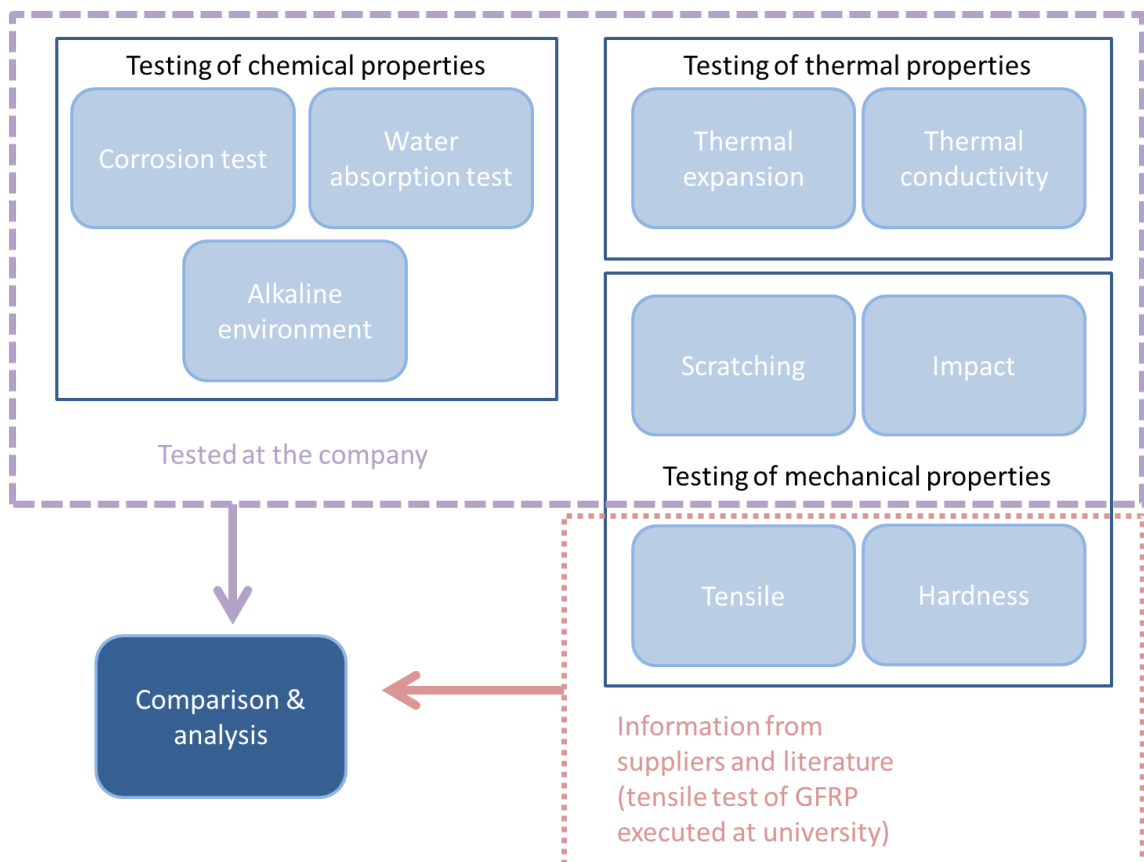 Testing of chemical properties
Corrosion test
Water
absorption test
Alkaline
environment
Tested at the company
Testing of thermal properties
Thermal
expansion
Thermal
conductivity
Scratching
Impact
Testing of mechanical properties
Tensile
Hardness
Comparison &
analysis
Information from
suppliers and literature
(tensile test of GFRP
executed at university)